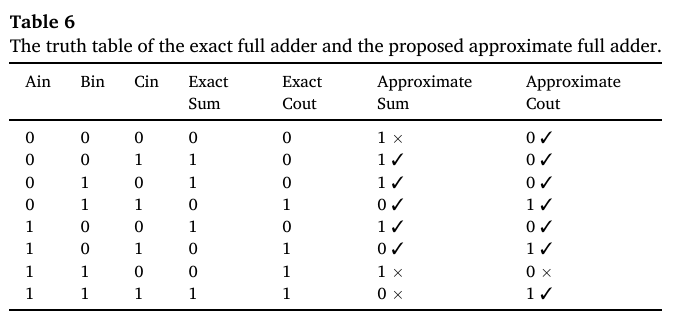 Table 6
The truth table of the exact full adder and the proposed approximate full adder.
Ain Bin Cin Exact Sum Exact Cout Approximate Sum Approximate Cout
0 0 0 0 0 1 × 0 ✓
0 0 1 1 0 1 ✓ 0 ✓
0 1 0 1 0 1 ✓ 0 ✓
0 1 1 0 1 0 ✓ 1 ✓
1 0 0 1 0 1 ✓ 0 ✓
1 0 1 0 1 0 ✓ 1 ✓
1 1 0 0 1 1 × 0 ×
1 1 1 1 1 0 × 1 ✓